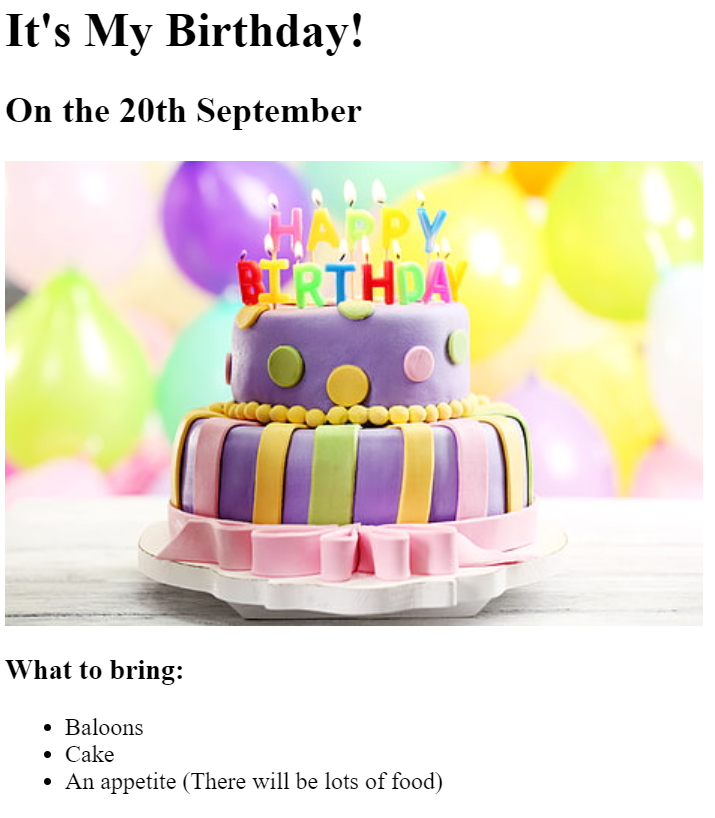 It's My Birthday!
On the 20th September
HAPPY
BIRTHDAY
What to bring:
Baloons
Cake
An appetite (There will be lots of food)